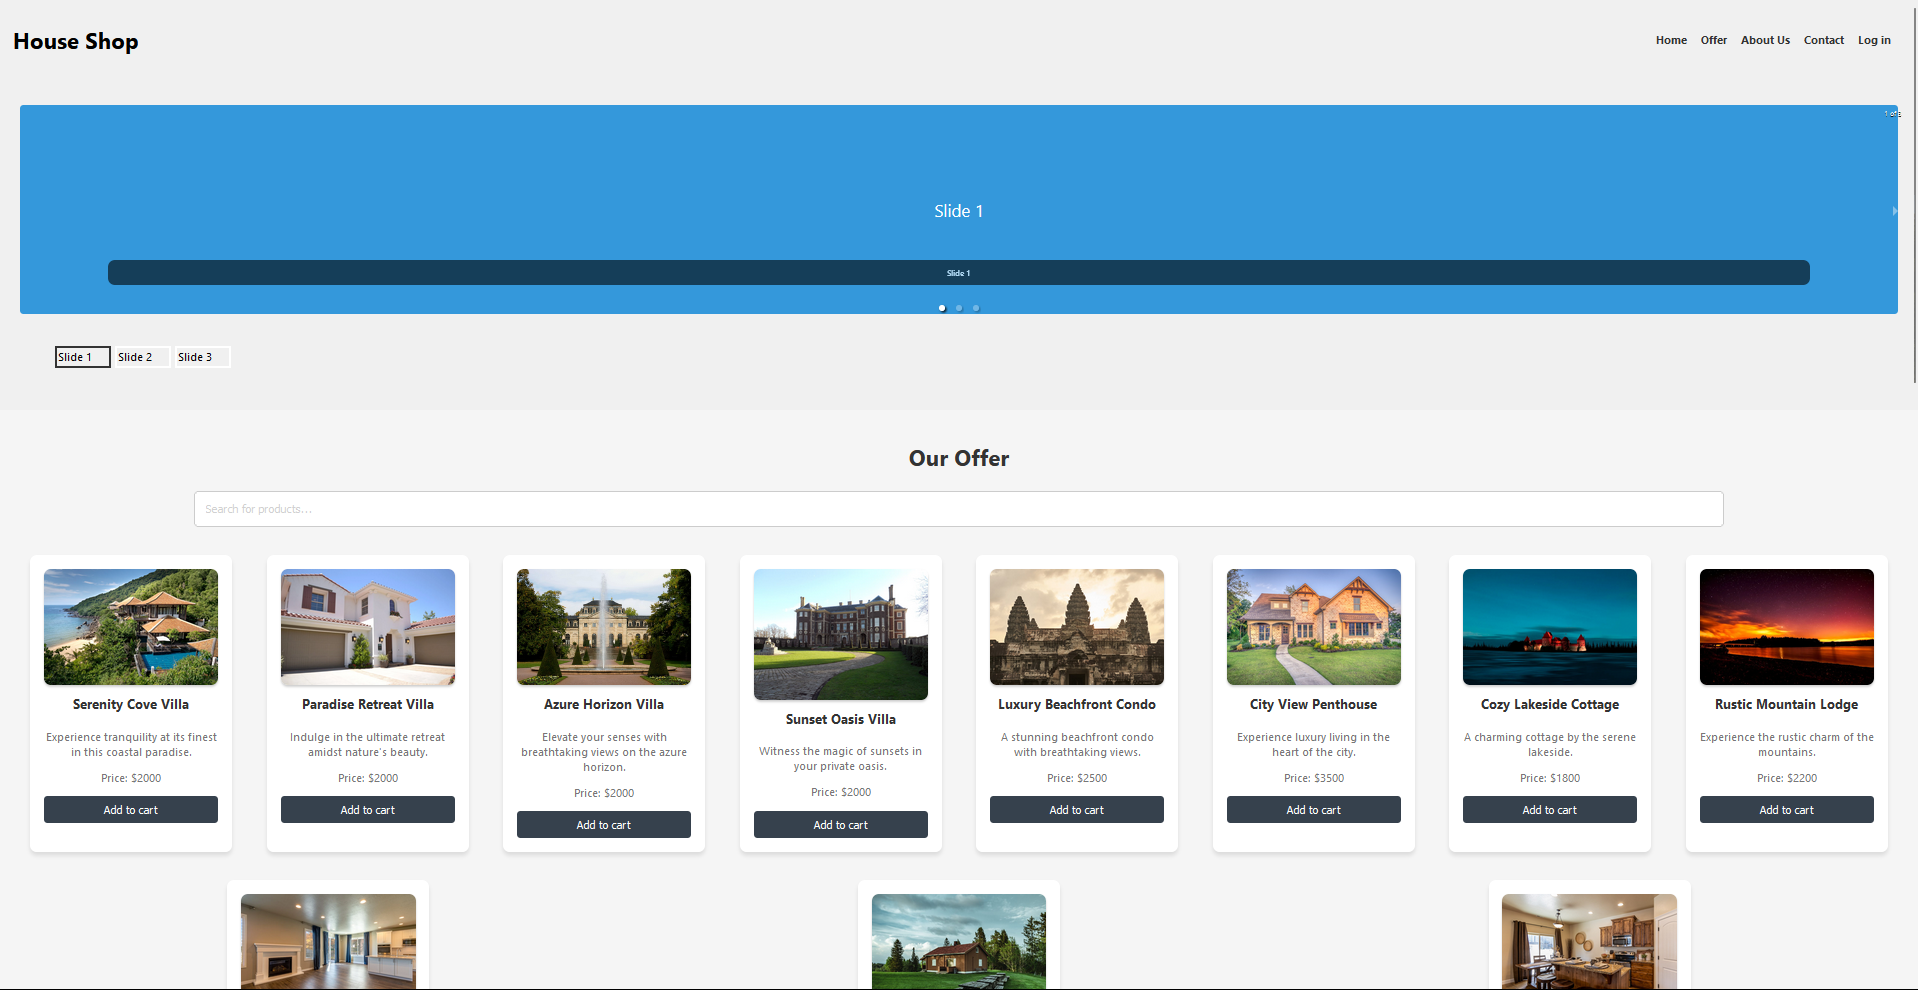 House Shop
Home Offer About Us Contact Log in
1 of 3
Slide 1
Slide 1
Slide 1 Slide 2 Slide 3
Our Offer
Search for products...
Serenity Cove Villa
Experience tranquility at its finest
in this coastal paradise.
Price: $2000
Add to cart
Paradise Retreat Villa
Indulge in the ultimate retreat
amidst nature's beauty.
Price: $2000
Add to cart
Azure Horizon Villa
Elevate your senses with
breathtaking views on the azure
horizon.
Price: $2000
Add to cart
Sunset Oasis Villa
Witness the magic of sunsets in
your private oasis.
Price: $2000
Add to cart
Luxury Beachfront Condo
A stunning beachfront condo
with breathtaking views.
Price: $2500
Add to cart
City View Penthouse
Experience luxury living in the
heart of the city.
Price: $3500
Add to cart
Cozy Lakeside Cottage
A charming cottage by the serene
lakeside.
Price: $1800
Add to cart
Rustic Mountain Lodge
Experience the rustic charm of the
mountains.
Price: $2200
Add to cart